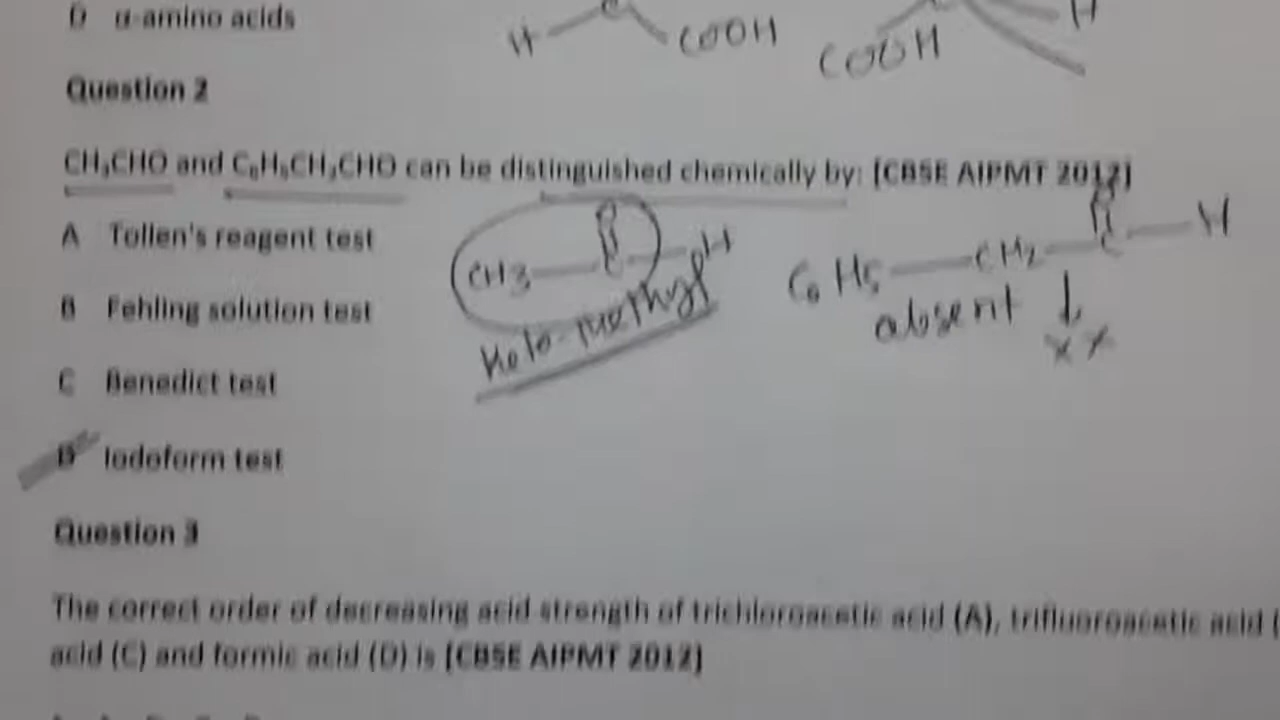 D α-amino acids
H COOH COOH H
Question 2
CH₃CHO and C₆H₅CH₂CHO can be distinguished chemically by: [CBSE AIPMT 2012]
A Tollen's reagent test
CH3 O C H
C6H5 CH2 O C H
B Fehling solution test
Keto-methyl
absent
××
C Benedict test
D Iodoform test
Question 3
The correct order of decreasing acid strength of trichloroacetic acid (A), trifluoroacetic acid (
acid (C) and formic acid (D) is [CBSE AIPMT 2012]